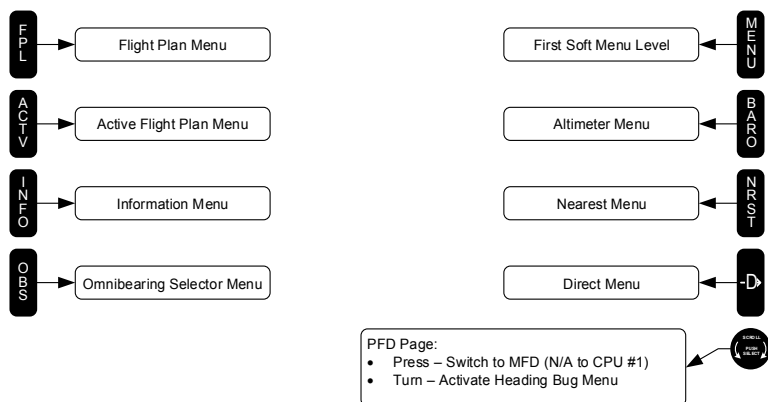 FPL
Flight Plan Menu
First Soft Menu Level
MENU
ACTV
Active Flight Plan Menu
Altimeter Menu
BARO
INFO
Information Menu
Nearest Menu
NRST
OBS
Omnibearing Selector Menu
Direct Menu
-D→
PFD Page:
• Press – Switch to MFD (N/A to CPU #1)
• Turn – Activate Heading Bug Menu
SCROLL
PUSH
SELECT